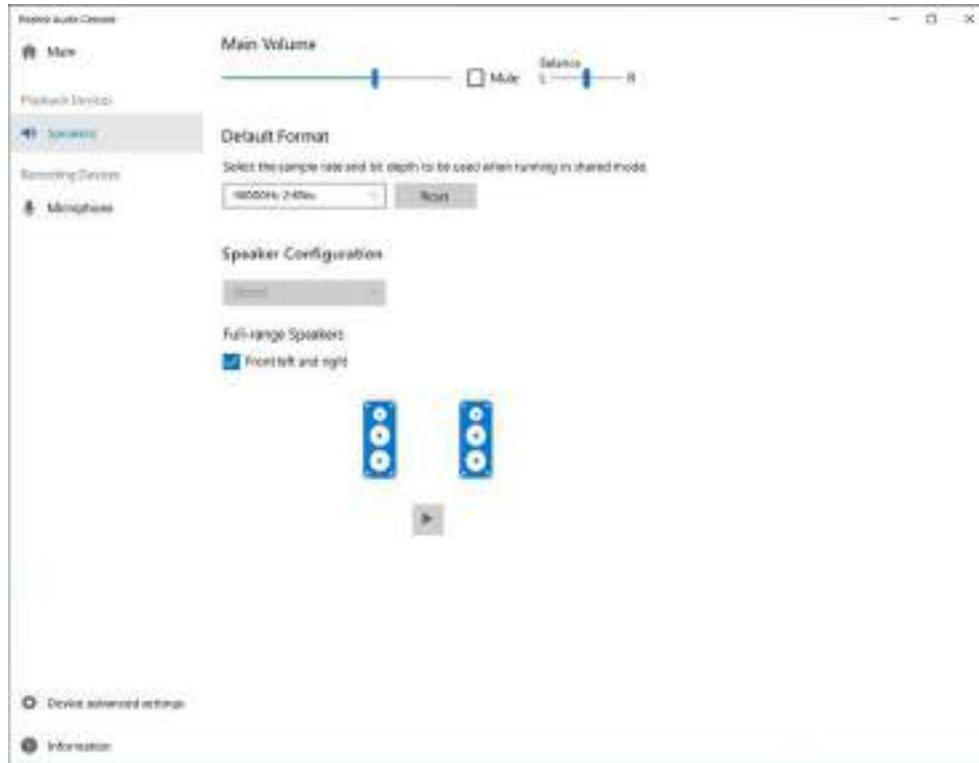 Realtek Audio Console
Main
Playback Devices
Speakers
Recording Devices
Microphone
Device advanced settings
Information
Main Volume
Mute
Balance
L
R
Default Format
Select the sample rate and bit depth to be used when running in shared mode.
Reset
Speaker Configuration
Stereo
Full-range Speakers
Front left and right